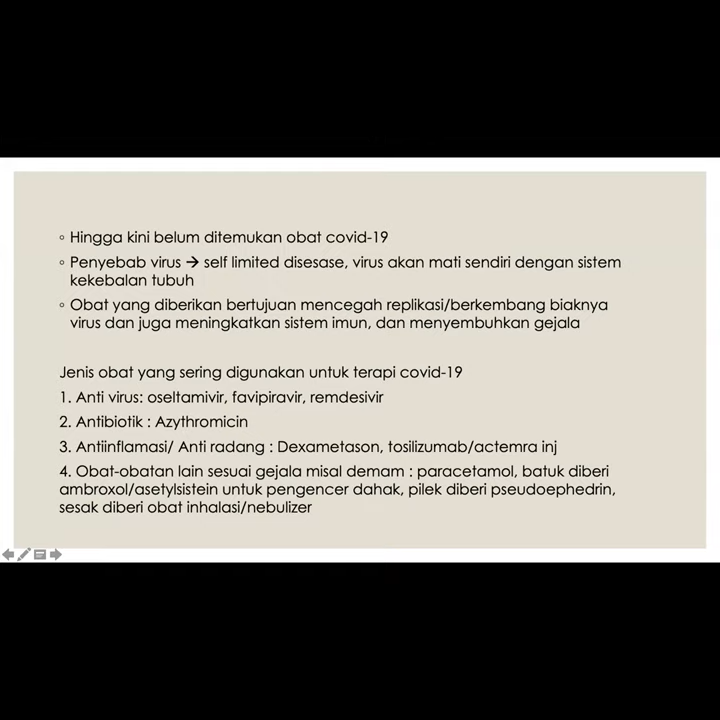 ◦ Hingga kini belum ditemukan obat covid-19
◦ Penyebab virus → self limited disesase, virus akan mati sendiri dengan sistem
kekebalan tubuh
◦ Obat yang diberikan bertujuan mencegah replikasi/berkembang biaknya
virus dan juga meningkatkan sistem imun, dan menyembuhkan gejala
Jenis obat yang sering digunakan untuk terapi covid-19
1. Anti virus: oseltamivir, favipiravir, remdesivir
2. Antibiotik : Azythromicin
3. Antiinflamasi/ Anti radang : Dexametason, tosilizumab/actemra inj
4. Obat-obatan lain sesuai gejala misal demam : paracetamol, batuk diberi
ambroxol/asetylsistein untuk pengencer dahak, pilek diberi pseudoephedrin,
sesak diberi obat inhalasi/nebulizer